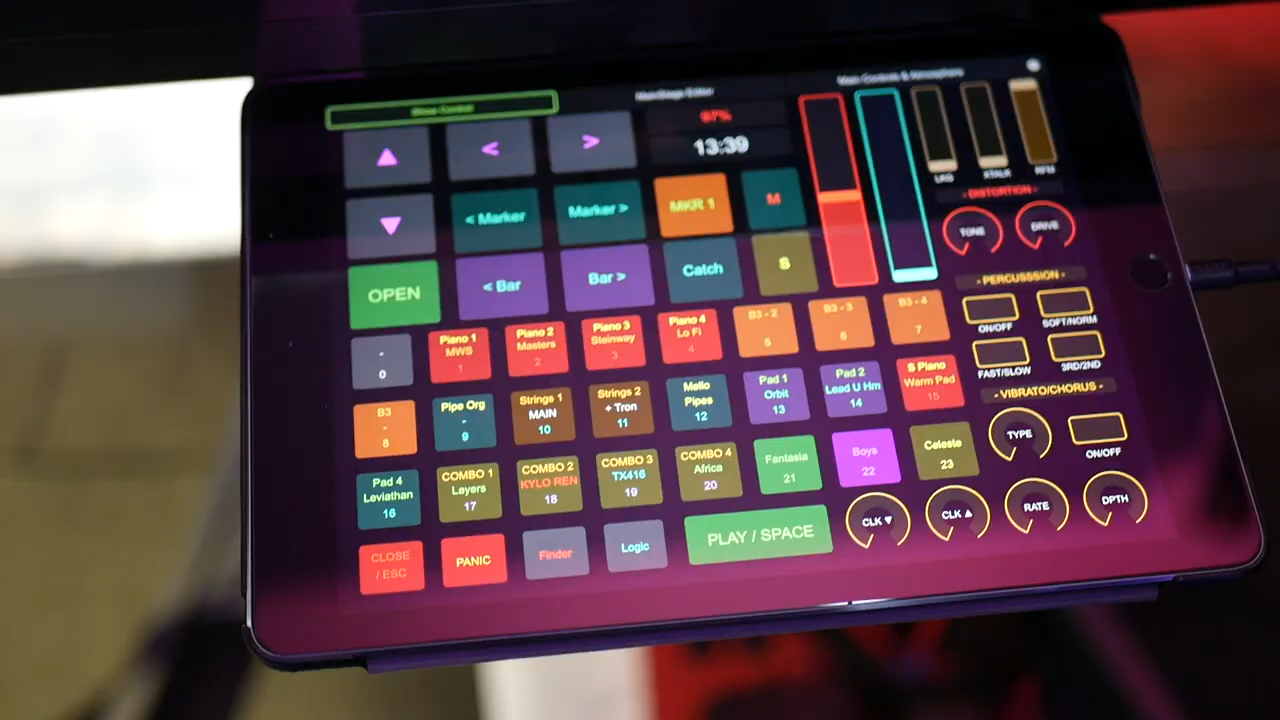 Show Control
MainStage Editor
Main Controls & Atmosphere
<
>
97%
13:39
< Marker
Marker >
MKR 1
M
OPEN
< Bar
Bar >
Catch
S
LKG
XTALK
RFM
- DISTORTION -
TONE
DRIVE
-
0
Piano 1
MWS
1
Piano 2
Masters
2
Piano 3
Steinway
3
Piano 4
Lo Fi
4
B3 - 2
5
B3 - 3
6
B3 - 4
7
- PERCUSSSION -
ON/OFF
SOFT/NORM
FAST/SLOW
3RD/2ND
B3
-
8
Pipe Org
-
9
Strings 1
MAIN
10
Strings 2
+ Tron
11
Mello
Pipes
12
Pad 1
Orbit
13
Pad 2
Lead U Hm
14
S Piano
Warm Pad
15
- VIBRATO/CHORUS -
TYPE
ON/OFF
Pad 4
Leviathan
16
COMBO 1
Layers
17
COMBO 2
KYLO REN
18
COMBO 3
TX416
19
COMBO 4
Africa
20
Fantasia
21
Boys
22
Celeste
23
CLK ▼
CLK ▲
RATE
DPTH
CLOSE
/ ESC
PANIC
Finder
Logic
PLAY / SPACE